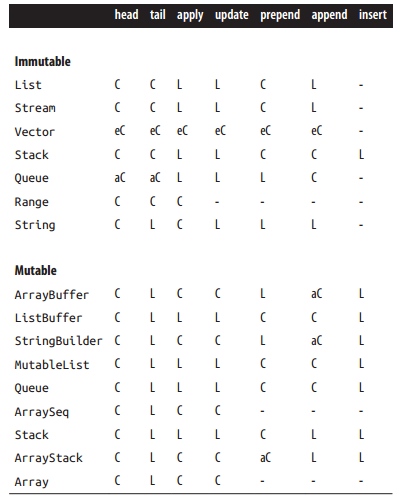 head tail apply update prepend append insert
Immutable
List C C L L C L -
Stream C C L L C L -
Vector eC eC eC eC eC eC -
Stack C C L L C C L
Queue aC aC L L L C -
Range C C C - - - -
String C L C L L L -
Mutable
ArrayBuffer C L C C L aC L
ListBuffer C L L L C C L
StringBuilder C L C C L aC L
MutableList C L L L C C L
Queue C L L L C C L
ArraySeq C L C C - - -
Stack C L L L C L L
ArrayStack C L C C aC L L
Array C L C C - - -